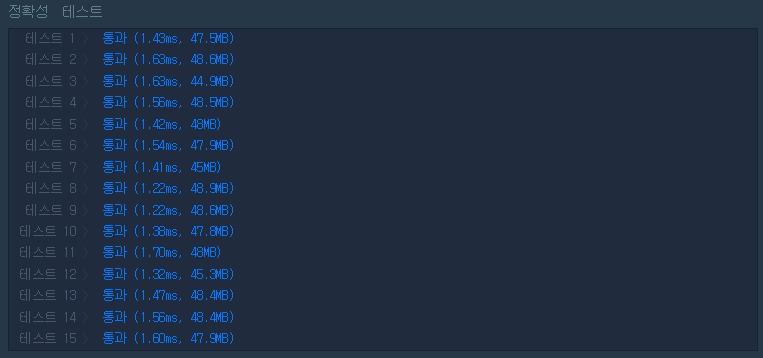 정확성 테스트
테스트 1 〉 통과 (1.43ms, 47.5MB)
테스트 2 〉 통과 (1.63ms, 48.6MB)
테스트 3 〉 통과 (1.63ms, 44.9MB)
테스트 4 〉 통과 (1.56ms, 48.5MB)
테스트 5 〉 통과 (1.42ms, 48MB)
테스트 6 〉 통과 (1.54ms, 47.9MB)
테스트 7 〉 통과 (1.41ms, 45MB)
테스트 8 〉 통과 (1.22ms, 48.9MB)
테스트 9 〉 통과 (1.22ms, 48.6MB)
테스트 10 〉 통과 (1.38ms, 47.8MB)
테스트 11 〉 통과 (1.70ms, 48MB)
테스트 12 〉 통과 (1.32ms, 45.3MB)
테스트 13 〉 통과 (1.47ms, 48.4MB)
테스트 14 〉 통과 (1.56ms, 48.4MB)
테스트 15 〉 통과 (1.60ms, 47.9MB)